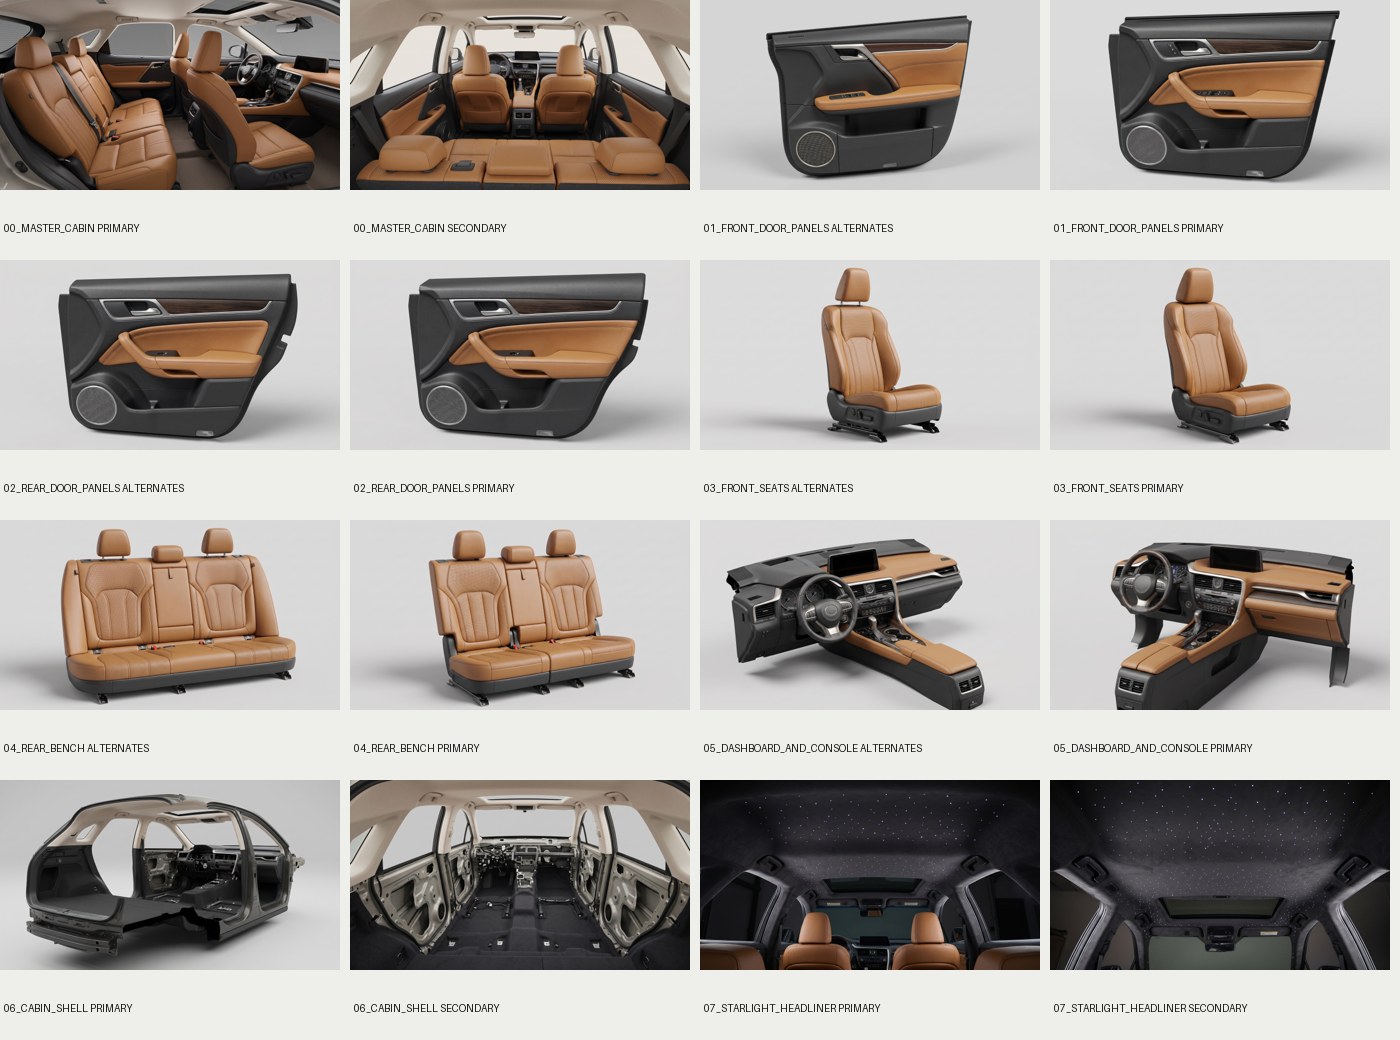 00_MASTER_CABIN PRIMARY
00_MASTER_CABIN SECONDARY
01_FRONT_DOOR_PANELS ALTERNATES
01_FRONT_DOOR_PANELS PRIMARY
02_REAR_DOOR_PANELS ALTERNATES
02_REAR_DOOR_PANELS PRIMARY
03_FRONT_SEATS ALTERNATES
03_FRONT_SEATS PRIMARY
04_REAR_BENCH ALTERNATES
04_REAR_BENCH PRIMARY
05_DASHBOARD_AND_CONSOLE ALTERNATES
05_DASHBOARD_AND_CONSOLE PRIMARY
06_CABIN_SHELL PRIMARY
06_CABIN_SHELL SECONDARY
07_STARLIGHT_HEADLINER PRIMARY
07_STARLIGHT_HEADLINER SECONDARY